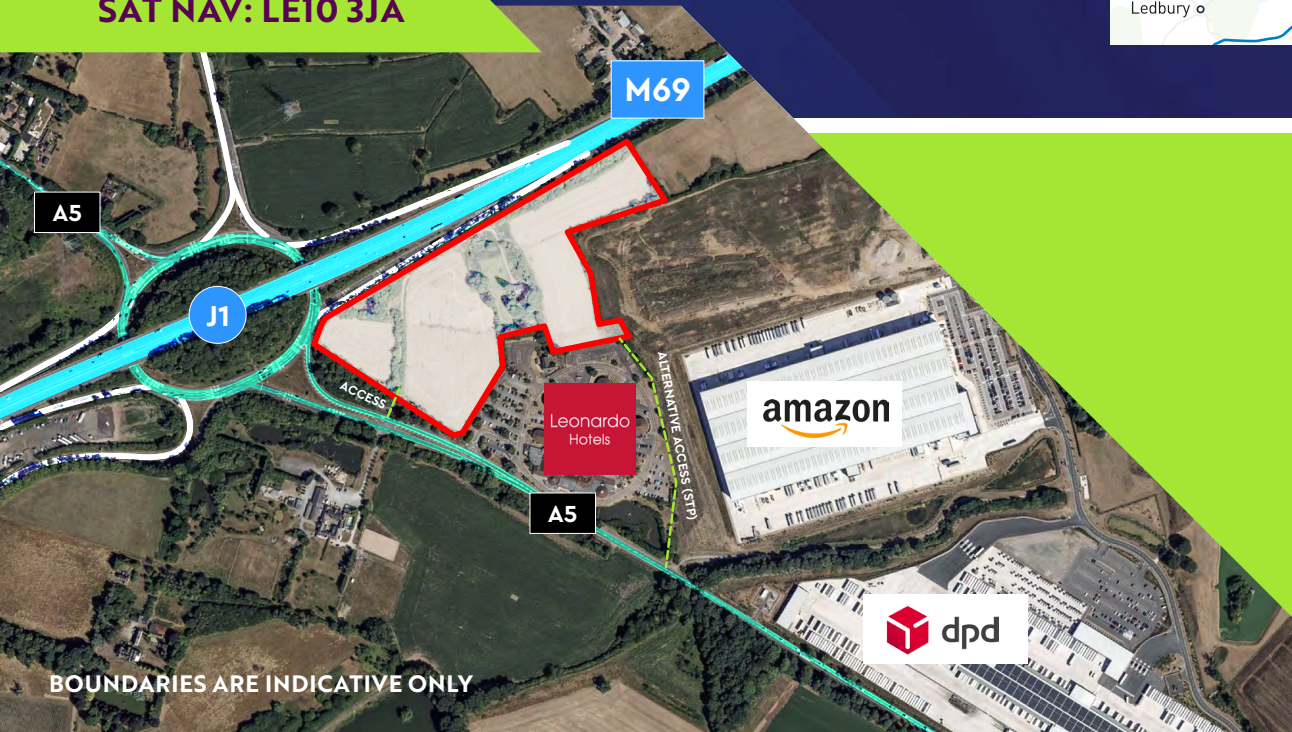 SAT NAV: LE10 3JA
Ledbury
M69
A5
J1
ACCESS
ALTERNATIVE ACCESS (STP)
Leonardo
Hotels
amazon
A5
dpd
BOUNDARIES ARE INDICATIVE ONLY